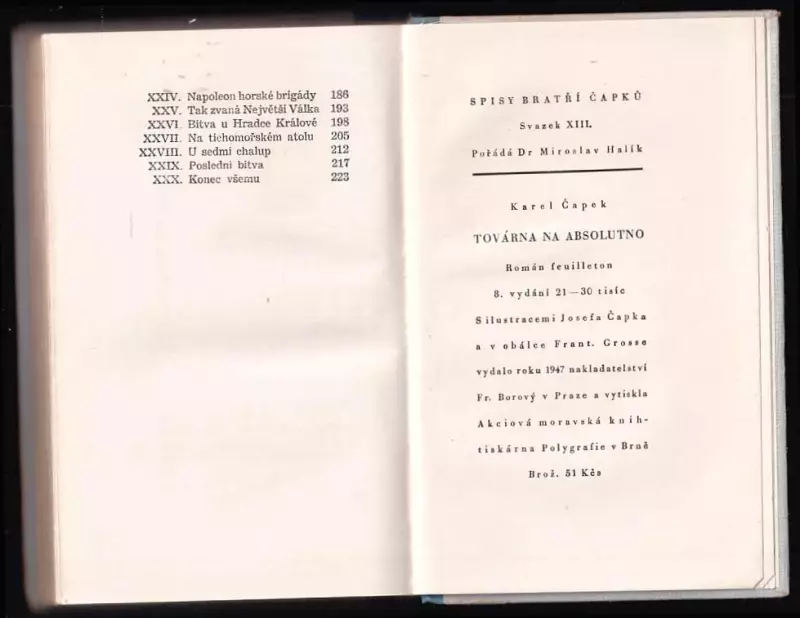 XXIV. Napoleon horské brigády 186
XXV. Tak zvaná Největší Válka 193
XXVI. Bitva u Hradce Králové 198
XXVII. Na tichomořském atolu 205
XXVIII. U sedmi chalup 212
XXIX. Poslední bitva 217
XXX. Konec všemu 223
SPISY BRATŘÍ ČAPKŮ
Svazek XIII.
Pořádá Dr Miroslav Halík
Karel Čapek
TOVÁRNA NA ABSOLUTNO
Román feuilleton
8. vydání 21—30 tisíc
S ilustracemi Josefa Čapka
a v obálce Frant. Grosse
vydalo roku 1947 nakladatelství
Fr. Borový v Praze a vytiskla
Akciová moravská knih-
tiskárna Polygrafie v Brně
Brož. 51 Kčs